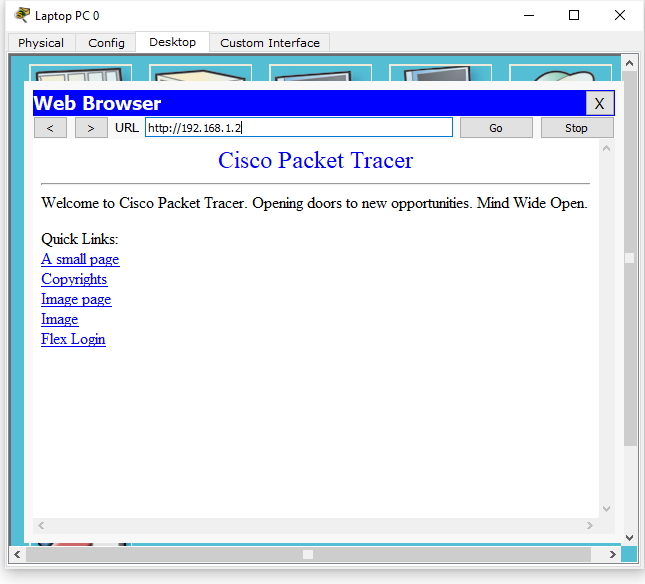 Laptop PC 0
Physical Config Desktop Custom Interface
Web Browser X
< > URL http://192.168.1.2 Go Stop
Cisco Packet Tracer
Welcome to Cisco Packet Tracer. Opening doors to new opportunities. Mind Wide Open.
Quick Links:
A small page
Copyrights
Image page
Image
Flex Login